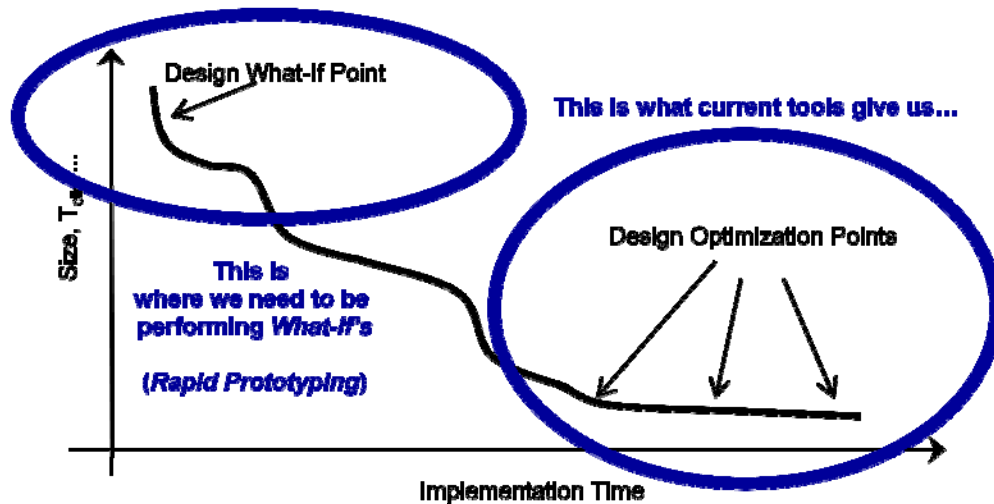 Design What-If Point
This is what current tools give us...
Size, T
Design Optimization Points
This is
where we need to be
performing What-If's
(Rapid Prototyping)
Implementation Time